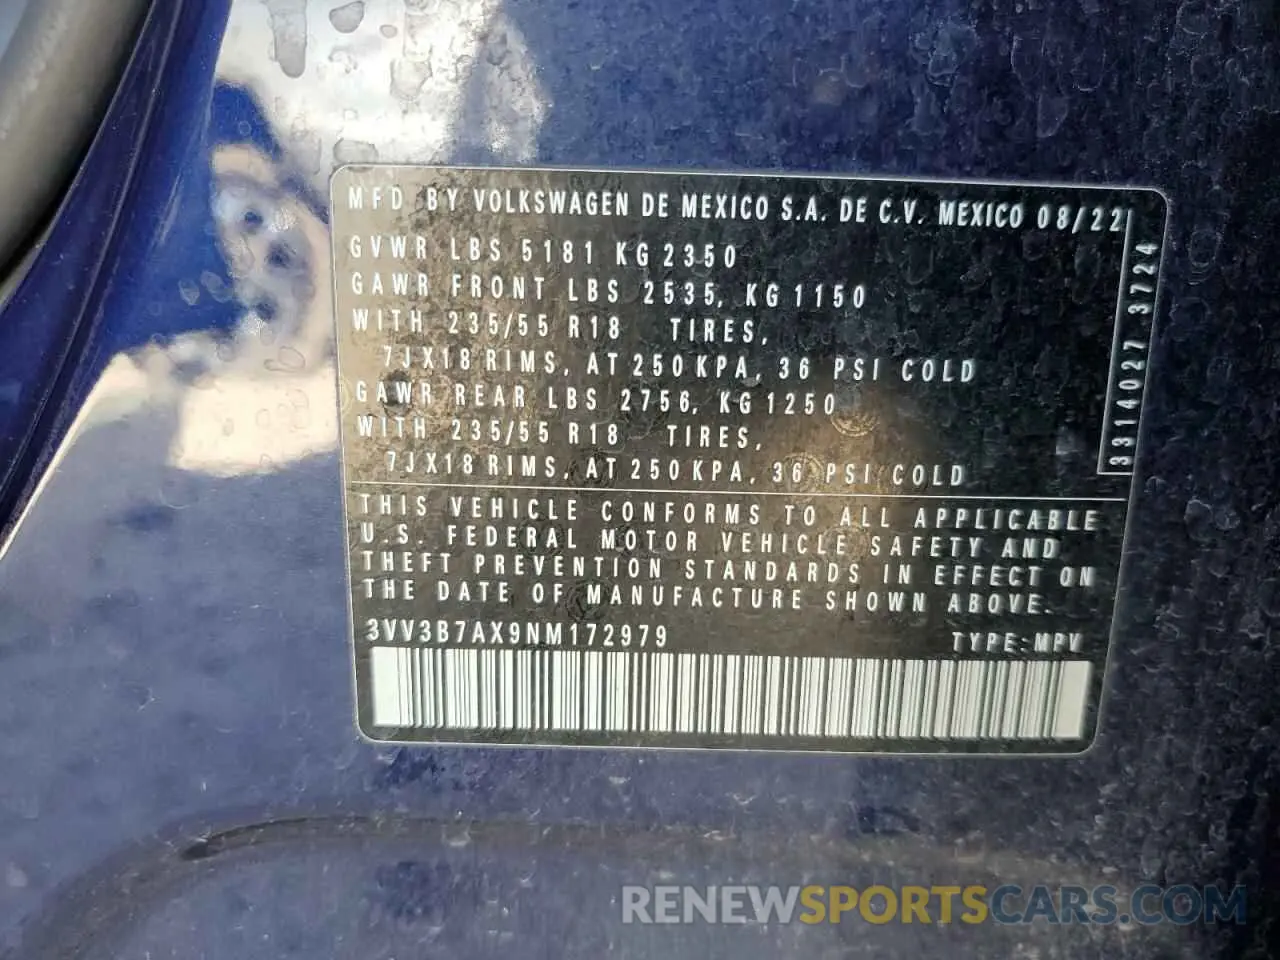 MFD BY VOLKSWAGEN DE MEXICO S.A. DE C.V. MEXICO 08/22
GVWR LBS 5181 KG 2350
GAWR FRONT LBS 2535, KG 1150
WITH 235/55 R18 TIRES,
7JX18 RIMS, AT 250 KPA, 36 PSI COLD
GAWR REAR LBS 2756, KG 1250
WITH 235/55 R18 TIRES,
7JX18 RIMS, AT 250 KPA, 36 PSI COLD
3314027 3724
THIS VEHICLE CONFORMS TO ALL APPLICABLE
U.S. FEDERAL MOTOR VEHICLE SAFETY AND
THEFT PREVENTION STANDARDS IN EFFECT ON
THE DATE OF MANUFACTURE SHOWN ABOVE.
3VV3B7AX9NM172979 TYPE:MPV
RENEWSPORTSCARS.COM